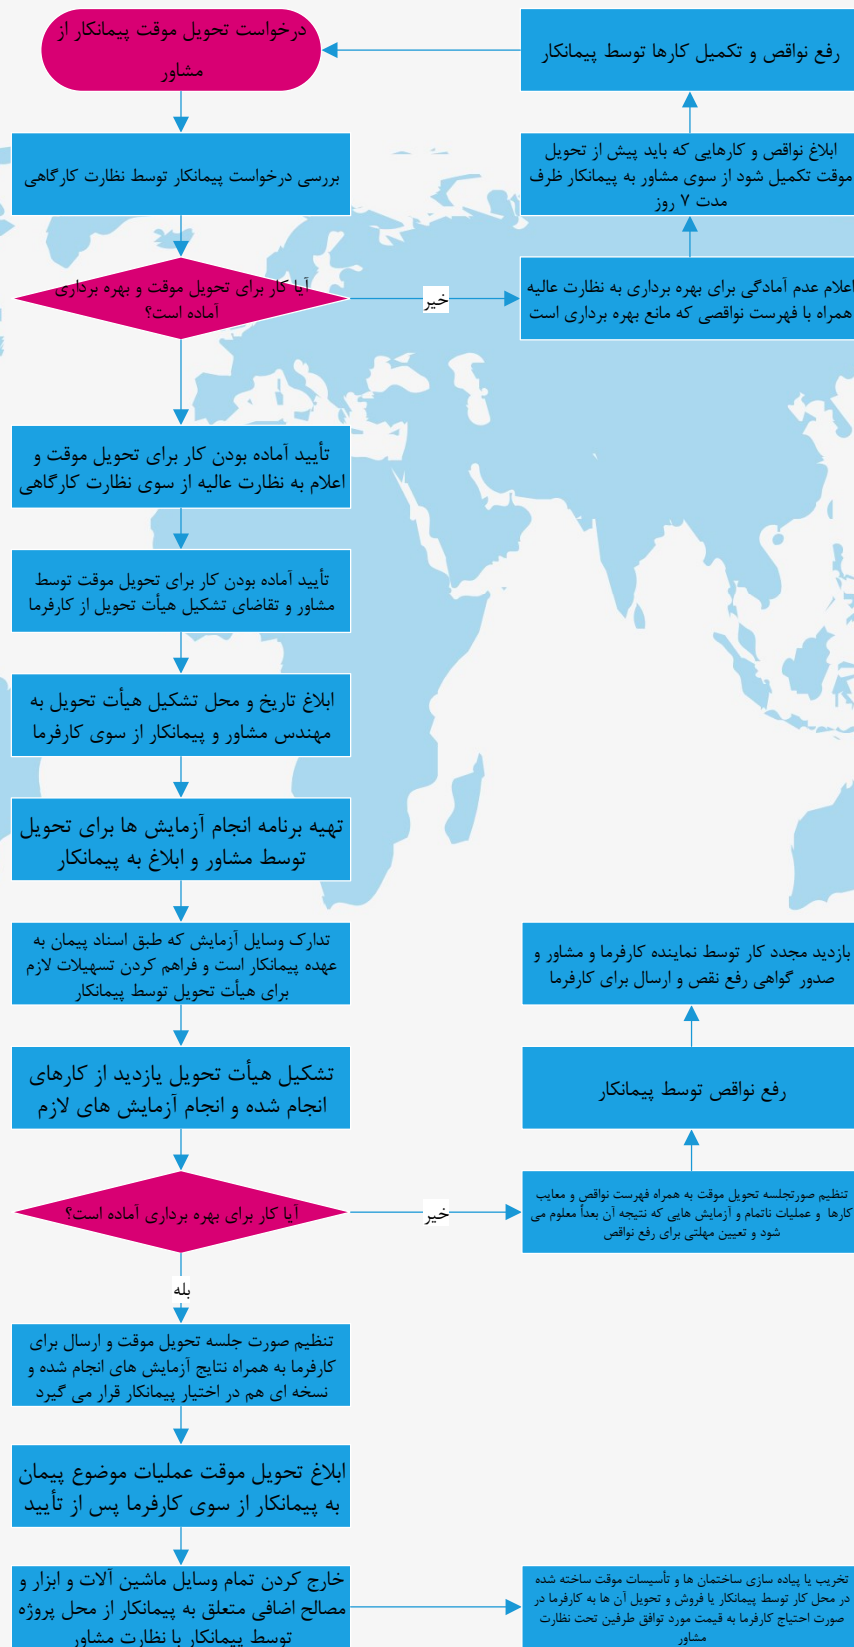 درخواست تحویل موقت پیمانکار از
مشاور
رفع نواقص و تکمیل کارها توسط پیمانکار
بررسی درخواست پیمانکار توسط نظارت کارگاهی
ابلاغ نواقص و کارهایی که باید پیش از تحویل
موقت تکمیل شود از سوی مشاور به پیمانکار ظرف
مدت ۷ روز
آیا کار برای تحویل موقت و بهره برداری
آماده است؟
خیر
اعلام عدم آمادگی برای بهره برداری به نظارت عالیه
همراه با فهرست نواقصی که مانع بهره برداری است
تأیید آماده بودن کار برای تحویل موقت و
اعلام به نظارت عالیه از سوی نظارت کارگاهی
تأیید آماده بودن کار برای تحویل موقت توسط
مشاور و تقاضای تشکیل هیأت تحویل از کارفرما
ابلاغ تاریخ و محل تشکیل هیأت تحویل به
مهندس مشاور و پیمانکار از سوی کارفرما
تهیه برنامه انجام آزمایش ها برای تحویل
توسط مشاور و ابلاغ به پیمانکار
تدارک وسایل آزمایش که طبق اسناد پیمان به
عهده پیمانکار است و فراهم کردن تسهیلات لازم
برای هیأت تحویل توسط پیمانکار
بازدید مجدد کار توسط نماینده کارفرما و مشاور و
صدور گواهی رفع نقص و ارسال برای کارفرما
تشکیل هیأت تحویل یازدید از کارهای
انجام شده و انجام آزمایش های لازم
رفع نواقص توسط پیمانکار
آیا کار برای بهره برداری آماده است؟
خیر
تنظیم صورتجلسه تحویل موقت به همراه فهرست نواقص و معایب
کارها و عملیات ناتمام و آزمایش هایی که نتیجه آن بعداً معلوم می
شود و تعیین مهلتی برای رفع نواقص
بله
تنظیم صورت جلسه تحویل موقت و ارسال برای
کارفرما به همراه نتایج آزمایش های انجام شده و
نسخه ای هم در اختیار پیمانکار قرار می گیرد
ابلاغ تحویل موقت عملیات موضوع پیمان
به پیمانکار از سوی کارفرما پس از تأیید
خارج کردن تمام وسایل ماشین آلات و ابزار و
مصالح اضافی متعلق به پیمانکار از محل پروژه
توسط پیمانکار با نظارت مشاور
تخریب یا پیاده سازی ساختمان ها و تأسیسات موقت ساخته شده
در محل کار توسط پیمانکار یا فروش و تحویل آن ها به کارفرما در
صورت احتیاج کارفرما به قیمت مورد توافق طرفین تحت نظارت
مشاور